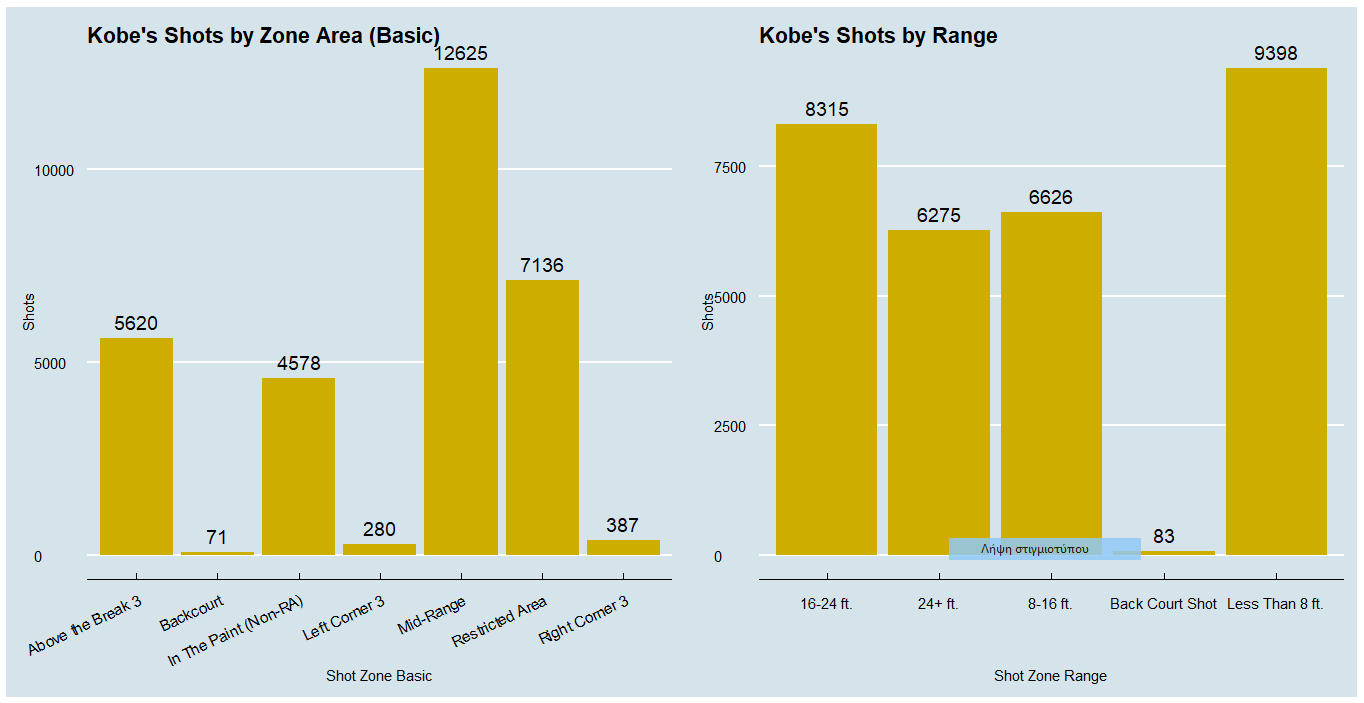 Kobe's Shots by Zone Area (Basic)
12625
10000
7136
Shots
5620
5000
4578
387
280
71
0
Above the Break 3
Backcourt
In The Paint (Non-RA)
Left Corner 3
Mid-Range
Restricted Area
Right Corner 3
Shot Zone Basic
Kobe's Shots by Range
9398
8315
7500
6626
6275
Shots
5000
2500
83
Λήψη στιγμιοτύπου
0
16-24 ft.
24+ ft.
8-16 ft.
Back Court Shot
Less Than 8 ft.
Shot Zone Range